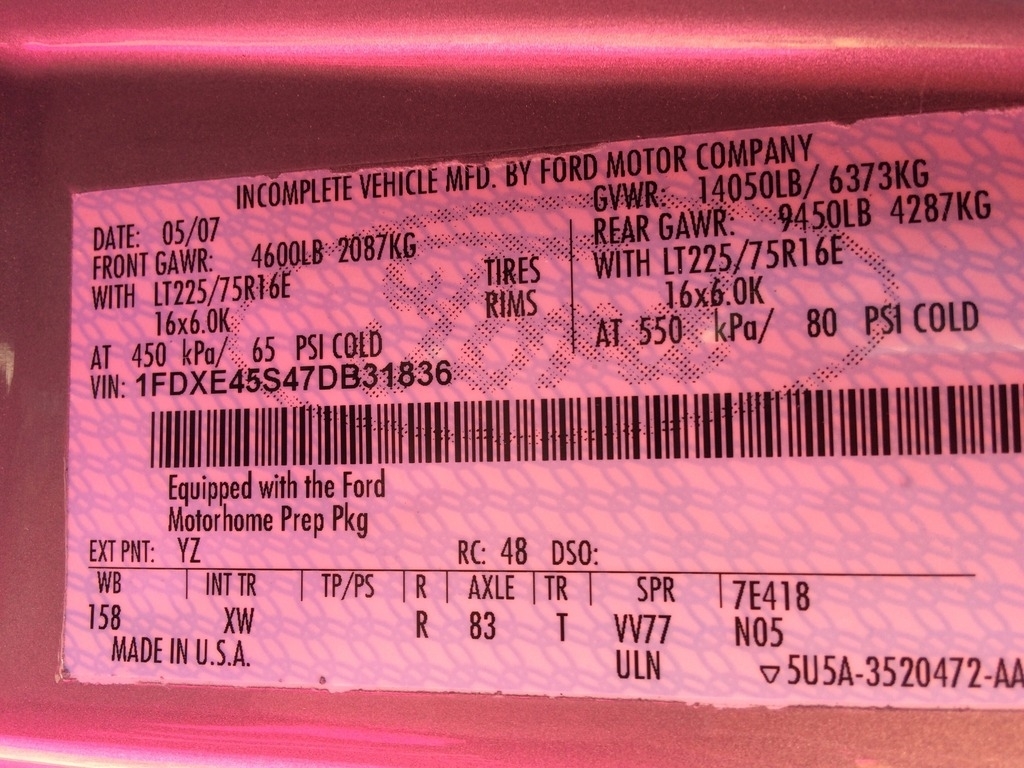 INCOMPLETE VEHICLE MFD. BY FORD MOTOR COMPANY
DATE: 05/07
GVWR: 14050LB/ 6373KG
FRONT GAWR: 4600LB 2087KG
REAR GAWR: 9450LB 4287KG
WITH LT225/75R16E
TIRES
WITH LT225/75R16E
16x6.0K
RIMS
16x6.0K
AT 450 kPa/ 65 PSI COLD
AT 550 kPa/ 80 PSI COLD
VIN: 1FDXE45S47DB31836
Equipped with the Ford
Motorhome Prep Pkg
EXT PNT: YZ RC: 48 DSO:
WB INT TR TP/PS R AXLE TR SPR 7E418
158 XW R 83 T VV77 N05
MADE IN U.S.A. ULN ▽5U5A-3520472-AA